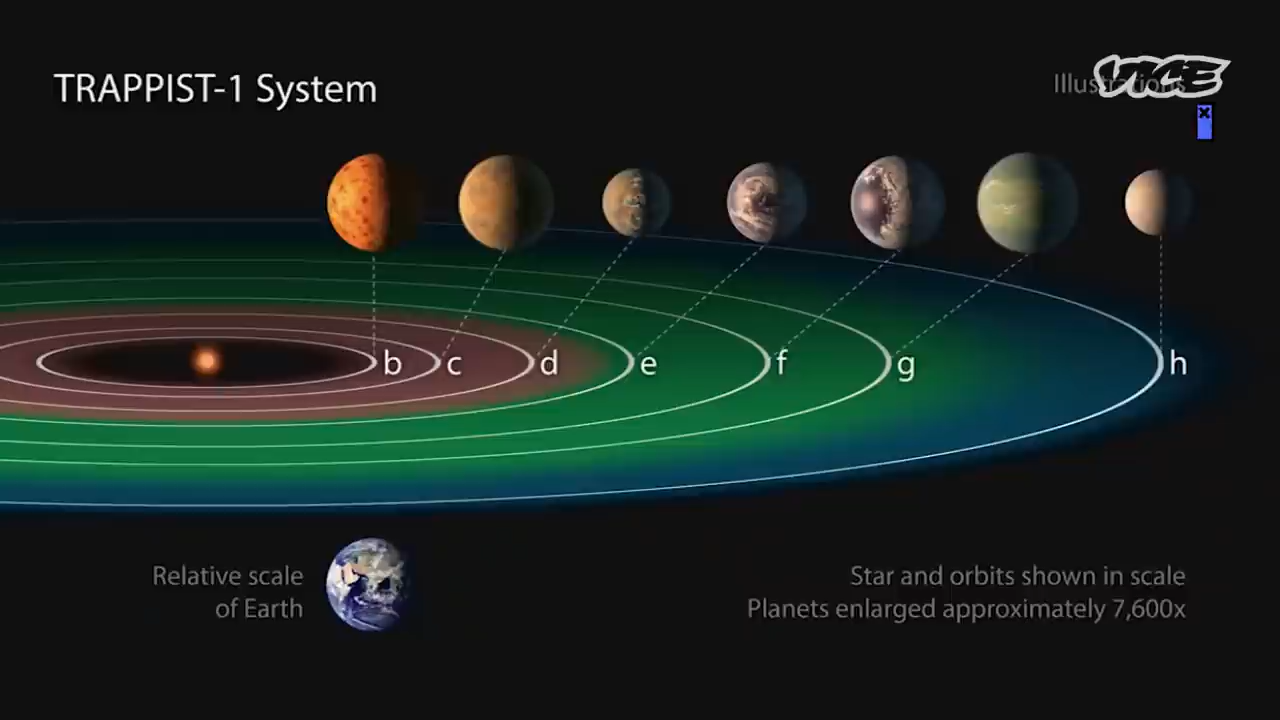 TRAPPIST-1 System
Illustrations
VICE
b
c
d
e
f
g
h
Relative scale
of Earth
Star and orbits shown in scale
Planets enlarged approximately 7,600x